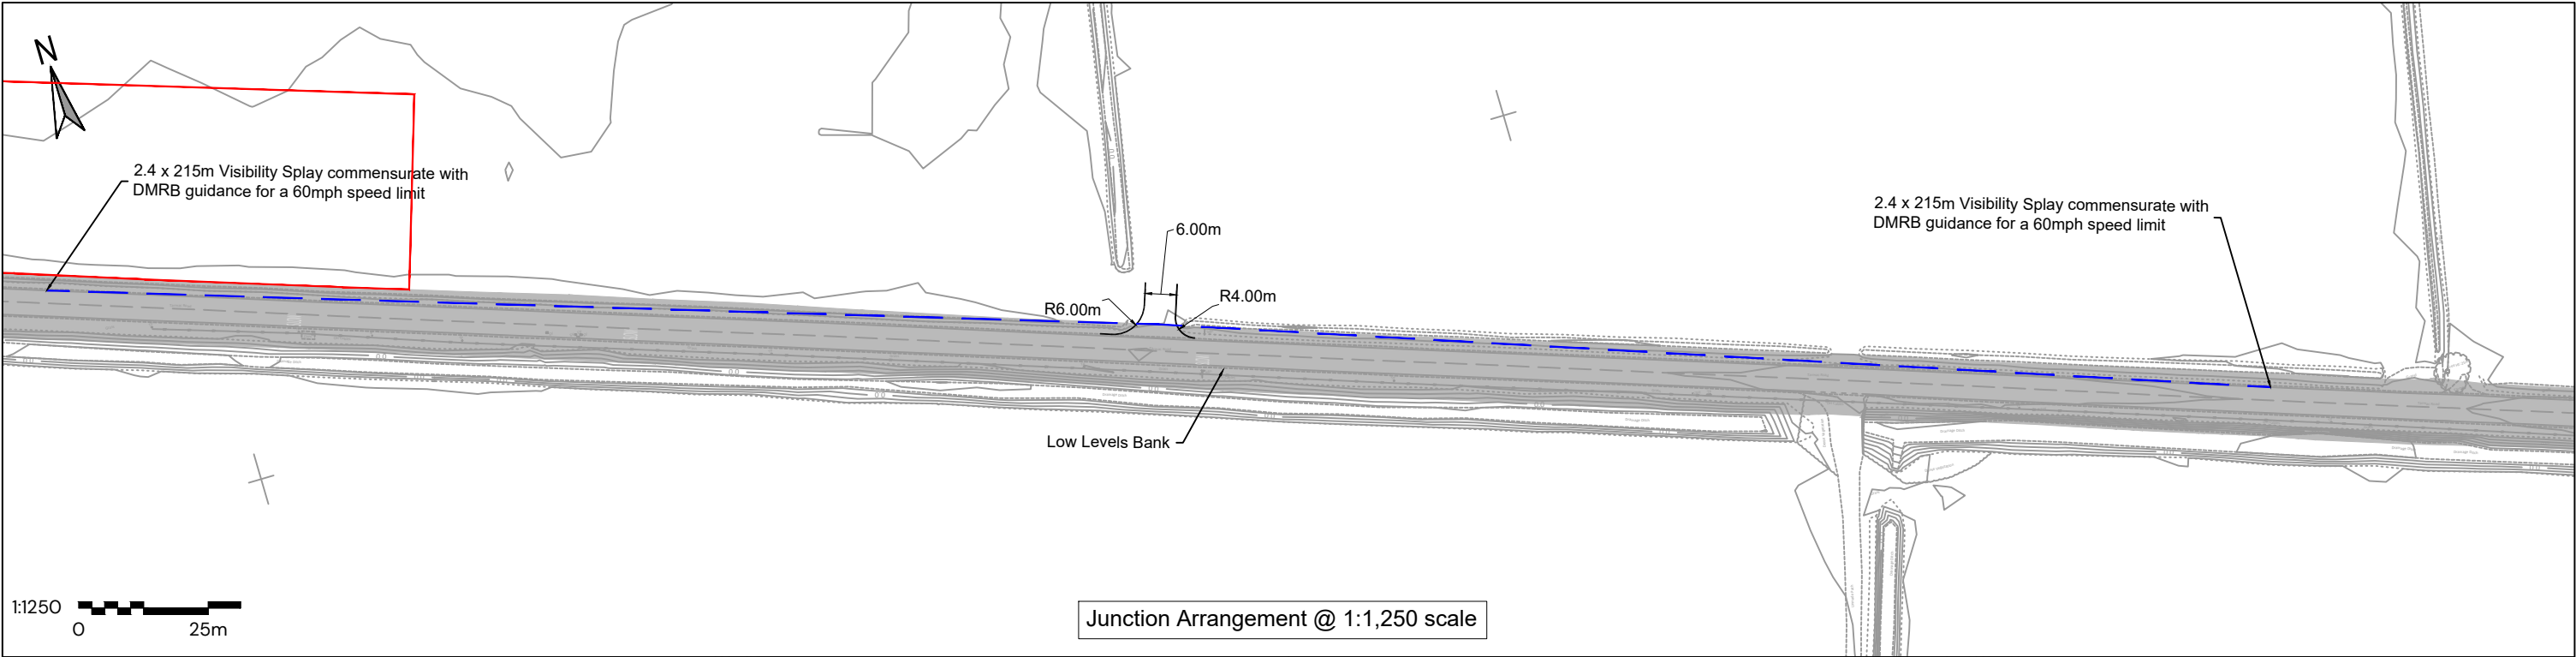 N
2.4 x 215m Visibility Splay commensurate with
DMRB guidance for a 60mph speed limit
2.4 x 215m Visibility Splay commensurate with
DMRB guidance for a 60mph speed limit
6.00m
R6.00m
R4.00m
Low Levels Bank
1:1250
0
25m
Junction Arrangement @ 1:1,250 scale